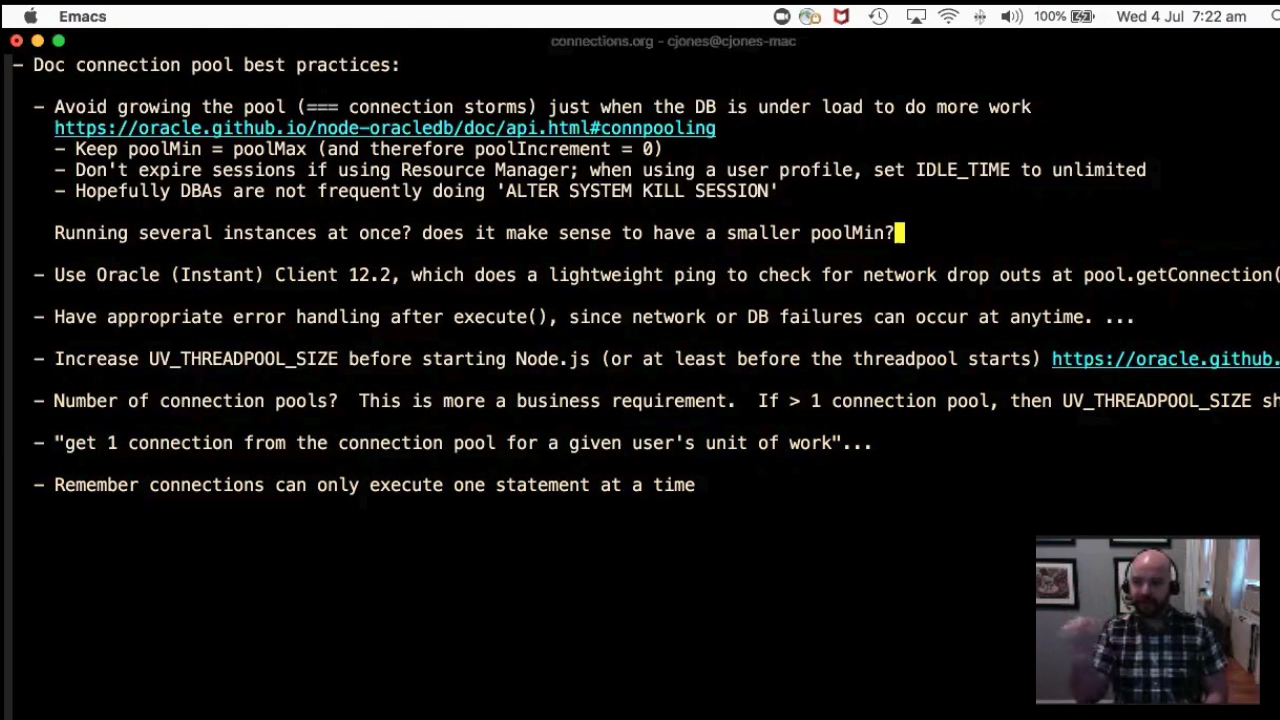 Emacs
100%
Wed 4 Jul 7:22 am
connections.org - cjones@cjones-mac
- Doc connection pool best practices:
- Avoid growing the pool (=== connection storms) just when the DB is under load to do more work
https://oracle.github.io/node-oracledb/doc/api.html#connpooling
- Keep poolMin = poolMax (and therefore poolIncrement = 0)
- Don't expire sessions if using Resource Manager; when using a user profile, set IDLE_TIME to unlimited
- Hopefully DBAs are not frequently doing 'ALTER SYSTEM KILL SESSION'
Running several instances at once? does it make sense to have a smaller poolMin?
- Use Oracle (Instant) Client 12.2, which does a lightweight ping to check for network drop outs at pool.getConnection(
- Have appropriate error handling after execute(), since network or DB failures can occur at anytime. ...
- Increase UV_THREADPOOL_SIZE before starting Node.js (or at least before the threadpool starts) https://oracle.github.
- Number of connection pools?  This is more a business requirement.  If > 1 connection pool, then UV_THREADPOOL_SIZE sh
- "get 1 connection from the connection pool for a given user's unit of work"...
- Remember connections can only execute one statement at a time